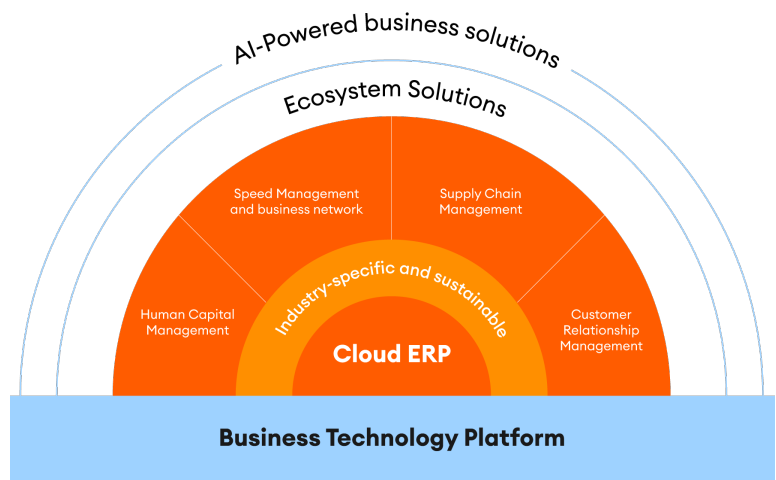 AI-Powered business solutions
Ecosystem Solutions
Speed Management
and business network
Supply Chain
Management
Human Capital
Management
Industry-specific and sustainable
Customer
Relationship
Management
Cloud ERP
Business Technology Platform